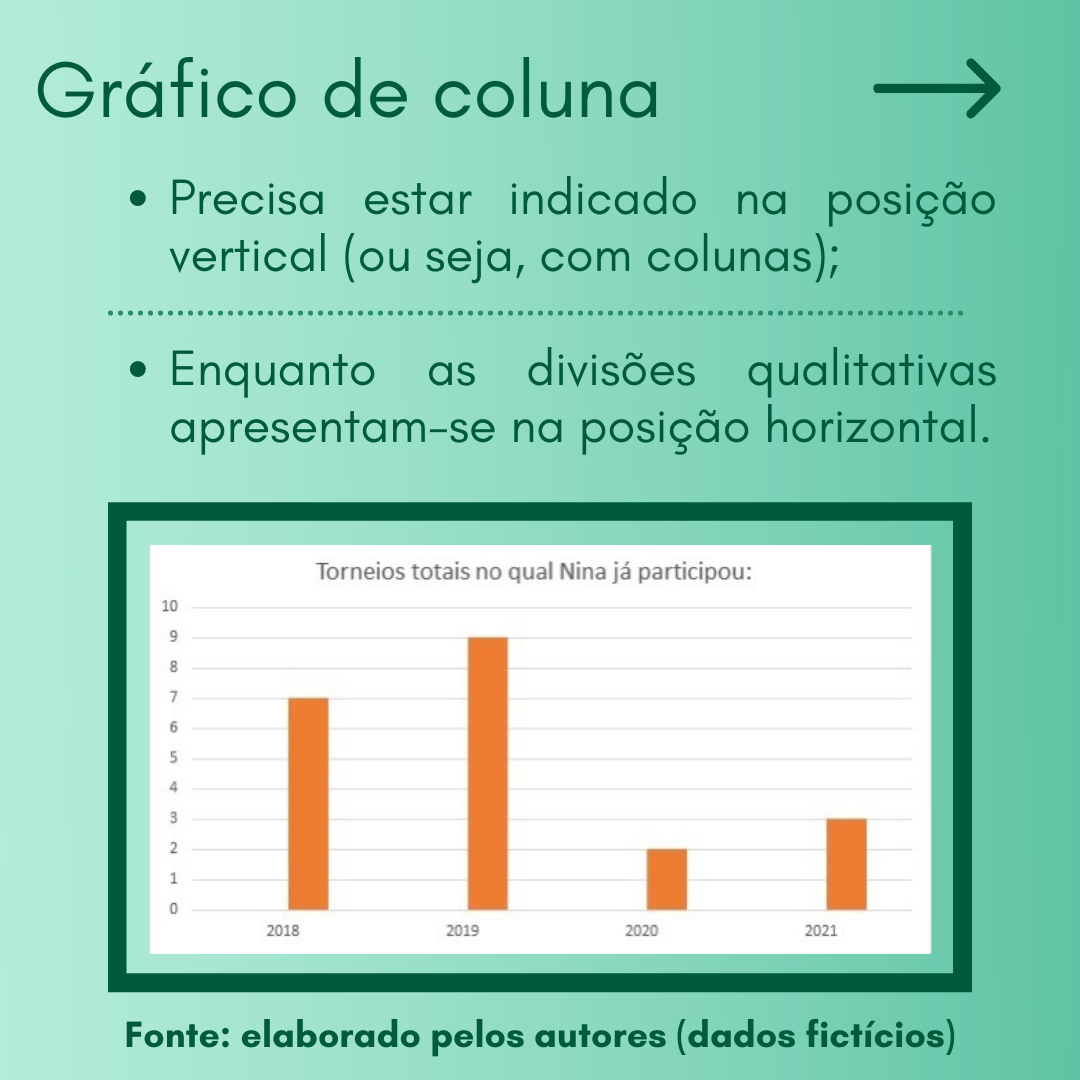 Gráfico de coluna
• Precisa estar indicado na posição
vertical (ou seja, com colunas);
• Enquanto as divisões qualitativas
apresentam-se na posição horizontal.
Torneios totais no qual Nina já participou:
10
9
8
7
6
5
4
3
2
1
0
2018 2019 2020 2021
Fonte: elaborado pelos autores (dados fictícios)